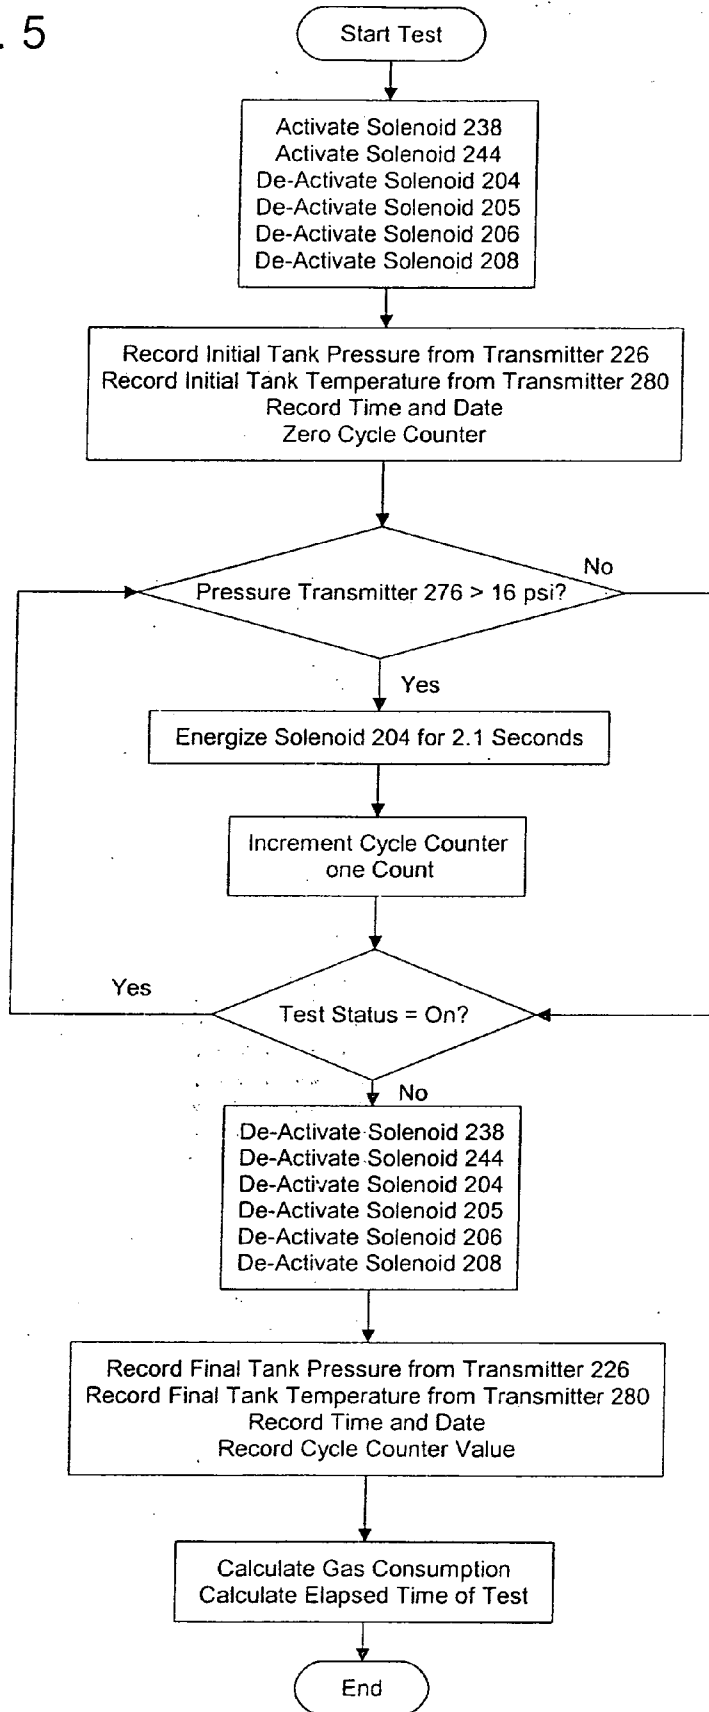 . 5
Start Test
Activate Solenoid 238
Activate Solenoid 244
De-Activate Solenoid 204
De-Activate Solenoid 205
De-Activate Solenoid 206
De-Activate Solenoid 208
Record Initial Tank Pressure from Transmitter 226
Record Initial Tank Temperature from Transmitter 280
Record Time and Date
Zero Cycle Counter
No
Pressure Transmitter 276 > 16 psi?
Yes
Energize Solenoid 204 for 2.1 Seconds
Increment Cycle Counter
one Count
Yes
Test Status = On?
No
De-Activate Solenoid 238
De-Activate Solenoid 244
De-Activate Solenoid 204
De-Activate Solenoid 205
De-Activate Solenoid 206
De-Activate Solenoid 208
Record Final Tank Pressure from Transmitter 226
Record Final Tank Temperature from Transmitter 280
Record Time and Date
Record Cycle Counter Value
Calculate Gas Consumption
Calculate Elapsed Time of Test
End